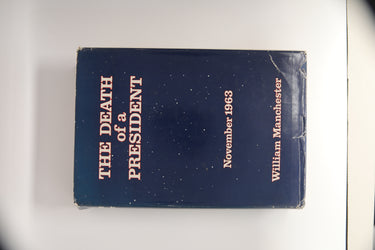 THE DEATH
of a
PRESIDENT
November 1963
William Manchester